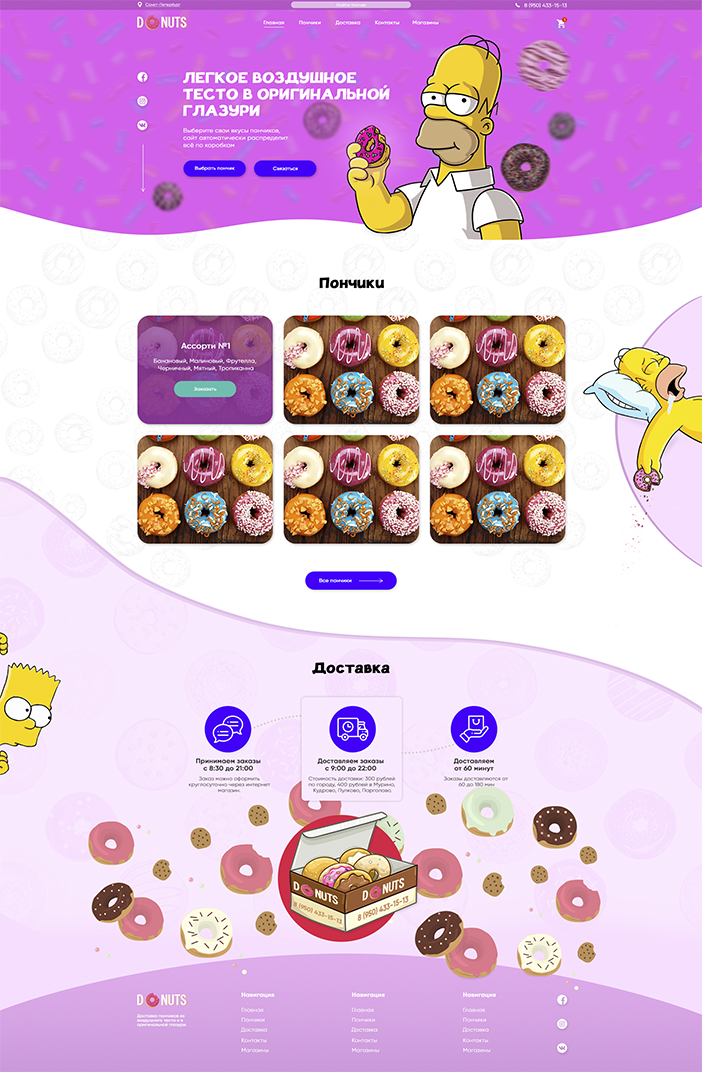 Санкт-Петербург
8 (950) 433-15-13
DONUTS
Главная
Пончики
Доставка
Контакты
Магазины
ЛЕГКОЕ ВОЗДУШНОЕ
ТЕСТО В ОРИГИНАЛЬНОЙ
ГЛАЗУРИ
Выберите свои вкусы пончиков,
сайт автоматически распределит
всё по коробкам
Выбрать пончик
Связаться
Пончики
Ассорти №1
Банановый, Малиновый, Фрутелла,
Черничный, Мятный, Тропиканна
Заказать
Все пончики
Доставка
Принимаем заказы
с 8:30 до 21:00
Заказ можно оформить
круглосуточно через интернет
магазин.
Доставляем заказы
с 9:00 до 22:00
Стоимость доставки: 300 рублей
по городу, 400 рублей в Мурино,
Кудрово, Пулково, Парголово.
Доставляем
от 60 минут
Заказы доставляются от
60 до 180 мин
DONUTS
8 (950) 433-15-13
DONUTS
8 (950) 433-15-13
DONUTS
Доставка пончиков из
воздушного теста и с
оригинальной глазури
Навигация
Главная
Пончики
Доставка
Контакты
Магазины
Навигация
Главная
Пончики
Доставка
Контакты
Магазины
Навигация
Главная
Пончики
Доставка
Контакты
Магазины